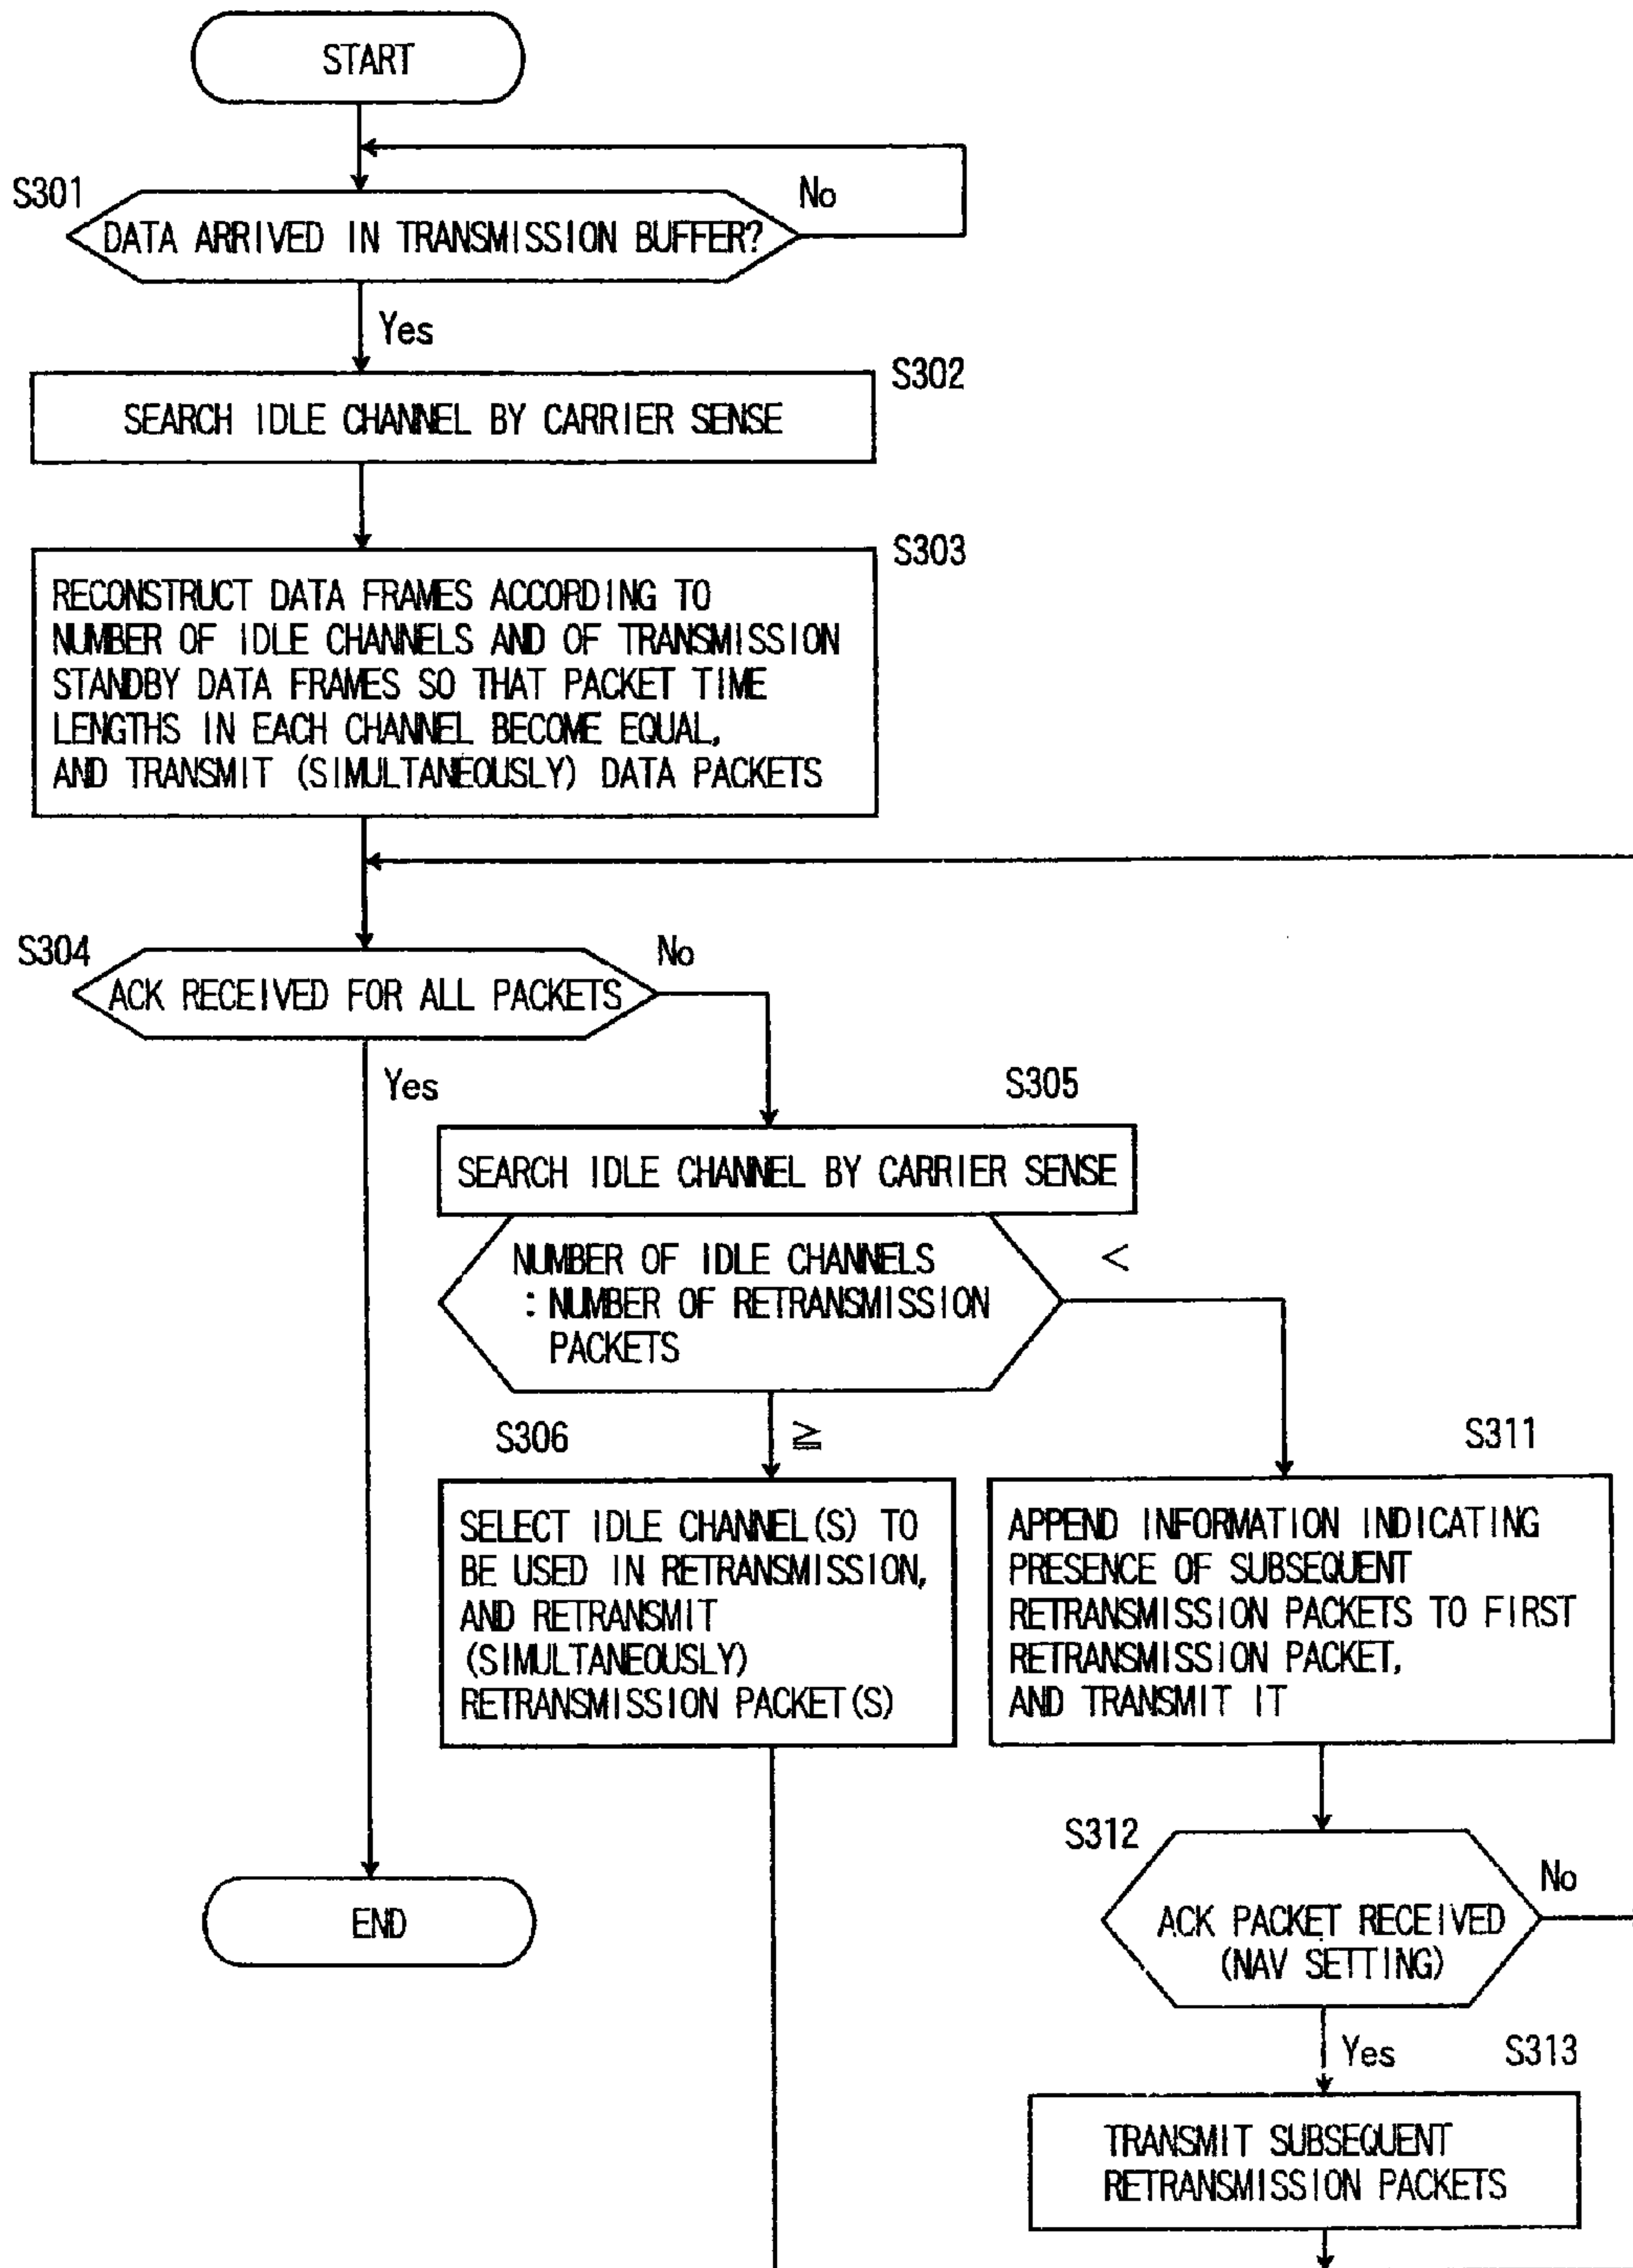 START
S301
No
DATA ARRIVED IN TRANSMISSION BUFFER?
Yes
S302
SEARCH IDLE CHANNEL BY CARRIER SENSE
S303
RECONSTRUCT DATA FRAMES ACCORDING TO
NUMBER OF IDLE CHANNELS AND OF TRANSMISSION
STANDBY DATA FRAMES SO THAT PACKET TIME
LENGTHS IN EACH CHANNEL BECOME EQUAL,
AND TRANSMIT (SIMULTANEOUSLY) DATA PACKETS
S304
No
ACK RECEIVED FOR ALL PACKETS
Yes
S305
SEARCH IDLE CHANNEL BY CARRIER SENSE
NUMBER OF IDLE CHANNELS
: NUMBER OF RETRANSMISSION
PACKETS
<
S306
≧
S311
SELECT IDLE CHANNEL(S) TO
BE USED IN RETRANSMISSION,
AND RETRANSMIT
(SIMULTANEOUSLY)
RETRANSMISSION PACKET(S)
APPEND INFORMATION INDICATING
PRESENCE OF SUBSEQUENT
RETRANSMISSION PACKETS TO FIRST
RETRANSMISSION PACKET,
AND TRANSMIT IT
S312
No
ACK PACKET RECEIVED
(NAV SETTING)
END
Yes
S313
TRANSMIT SUBSEQUENT
RETRANSMISSION PACKETS